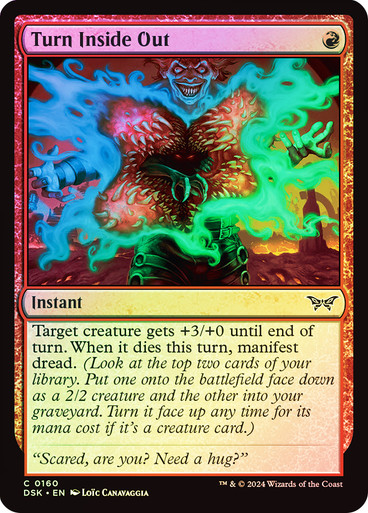 Turn Inside Out
Instant
Target creature gets +3/+0 until end of
turn. When it dies this turn, manifest
dread. (Look at the top two cards of your
library. Put one onto the battlefield face down
as a 2/2 creature and the other into your
graveyard. Turn it face up any time for its
mana cost if it's a creature card.)
"Scared, are you? Need a hug?"
C 0160
DSK • EN Loïc Canavaggia
™ & © 2024 Wizards of the Coast